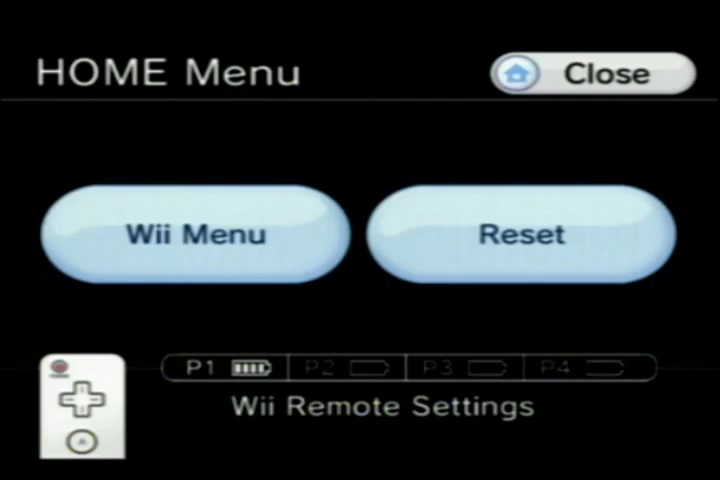 HOME Menu
Close
Wii Menu
Reset
P1 P2 P3 P4
Wii Remote Settings